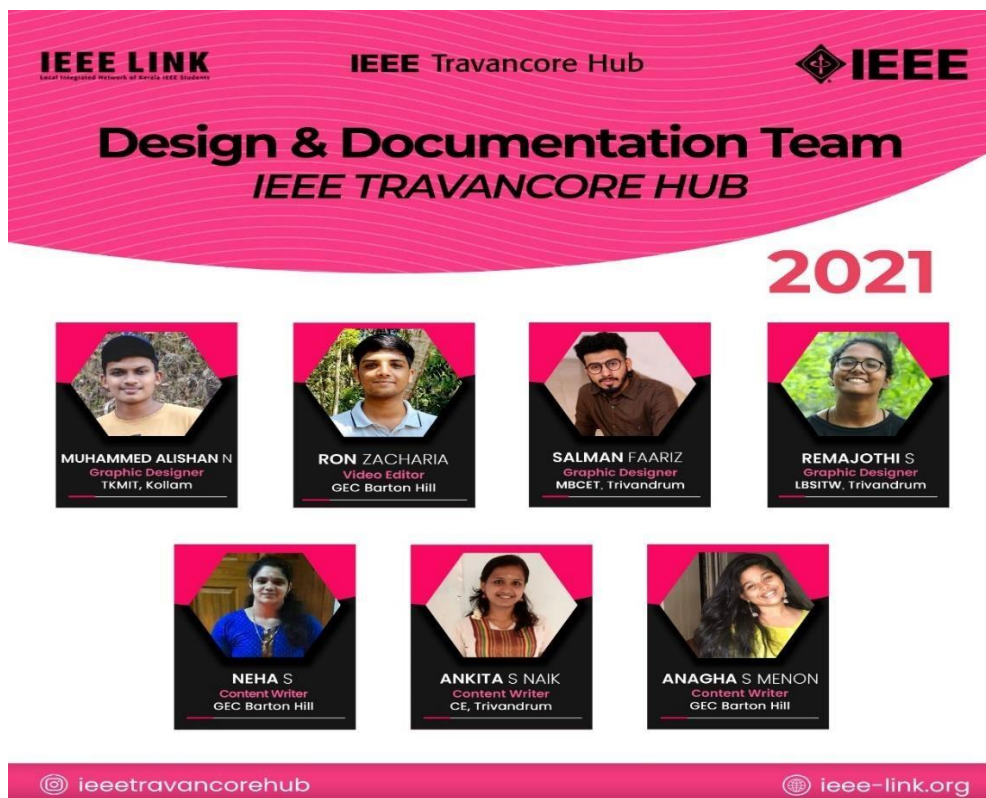 IEEE LINK
Local Integrated Network of Kerala IEEE Students
IEEE Travancore Hub
IEEE
Design & Documentation Team
IEEE TRAVANCORE HUB
2021
MUHAMMED ALISHAN N
Graphic Designer
TKMIT, Kollam
RON ZACHARIA
Video Editor
GEC Barton Hill
SALMAN FAARIZ
Graphic Designer
MBCET, Trivandrum
REMAJOTHI S
Graphic Designer
LBSITW, Trivandrum
NEHA S
Content Writer
GEC Barton Hill
ANKITA S NAIK
Content Writer
CE, Trivandrum
ANAGHA S MENON
Content Writer
GEC Barton Hill
ieeetravancorehub
ieee-link.org